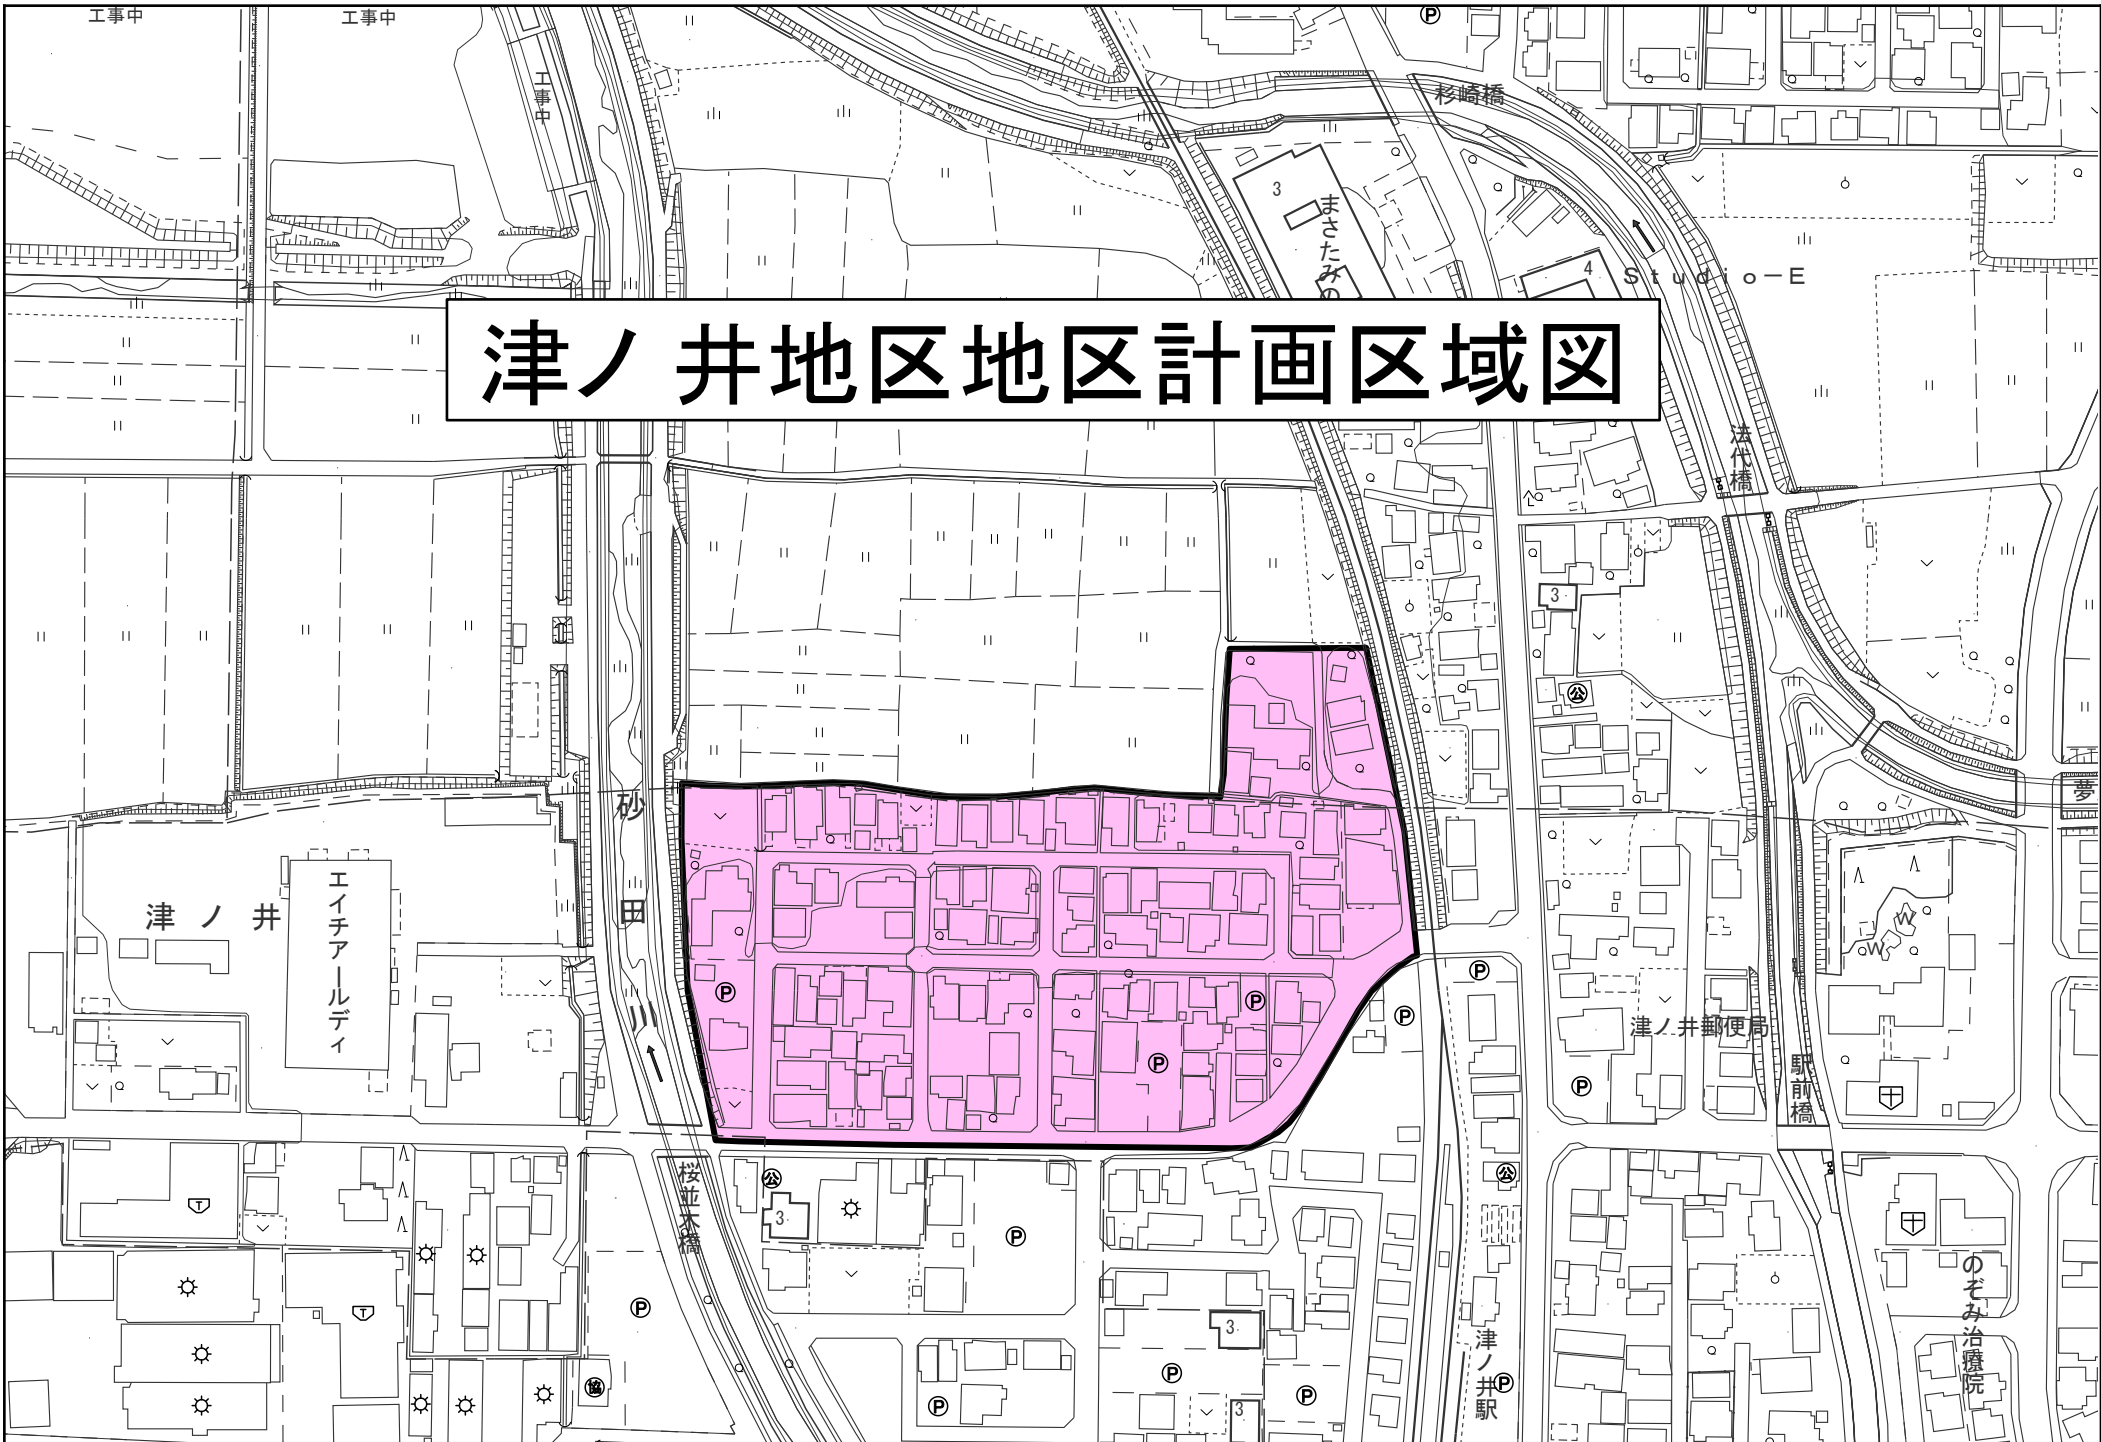 工事中
工事中
工事中
杉崎橋
3
まさたみの
4
Studio-E
津ノ井地区地区計画区域図
法代橋
3
公
砂田川
夢
津ノ井
エイチアールディ
P
P
P
P
P
津ノ井郵便局
P
駅前橋
桜並木橋
公
3
公
T
P
T
P
のぞみ治療院
3
津ノ井駅
P
P
P
P
協
3
W
W